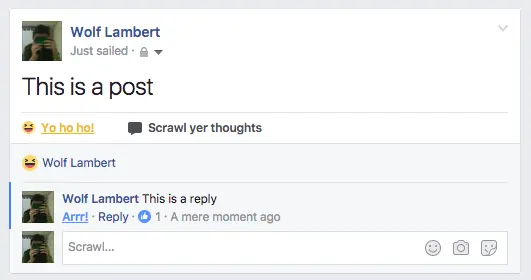 Wolf Lambert
Just sailed ·
This is a post
Yo ho ho! Scrawl yer thoughts
Wolf Lambert
Wolf Lambert This is a reply
Arrr! · Reply · 1 · A mere moment ago
Scrawl...